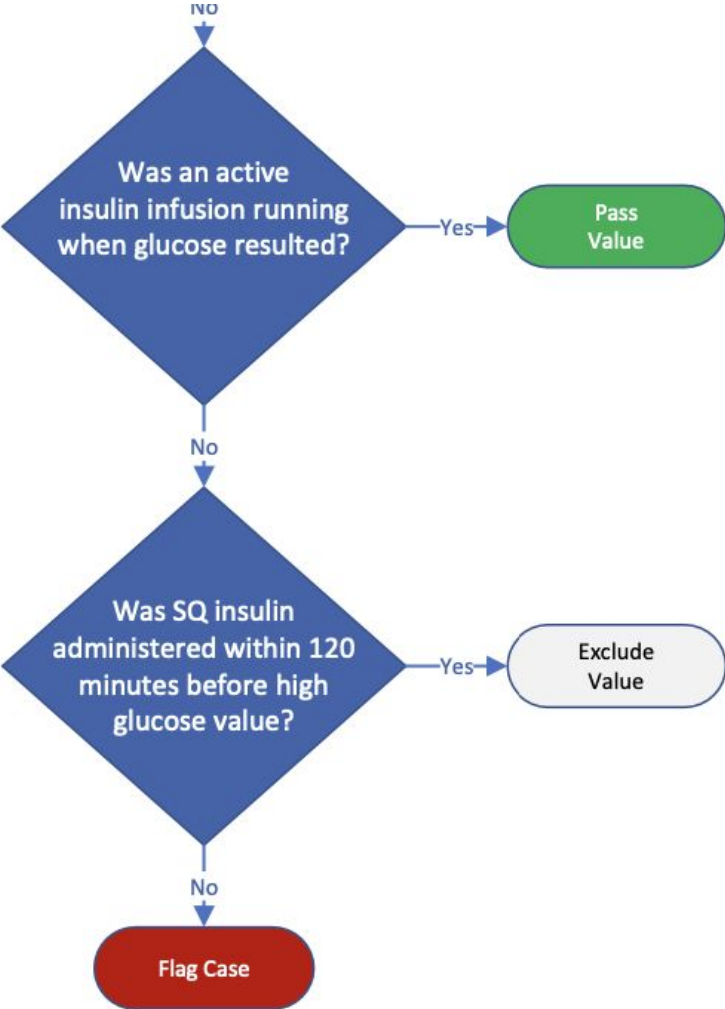 No
Was an active
insulin infusion running
when glucose resulted?
Yes
Pass
Value
No
Was SQ insulin
administered within 120
minutes before high
glucose value?
Yes
Exclude
Value
No
Flag Case